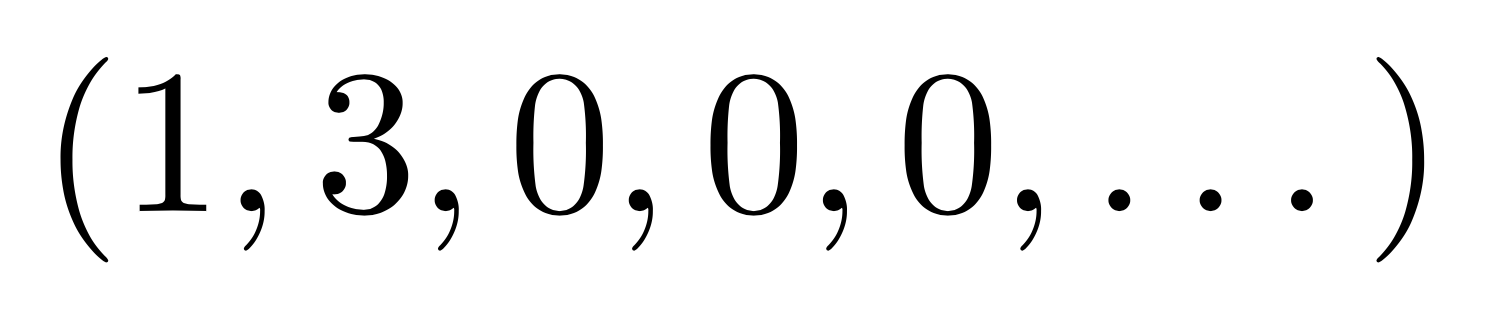 (1, 3, 0, 0, 0, . . . )